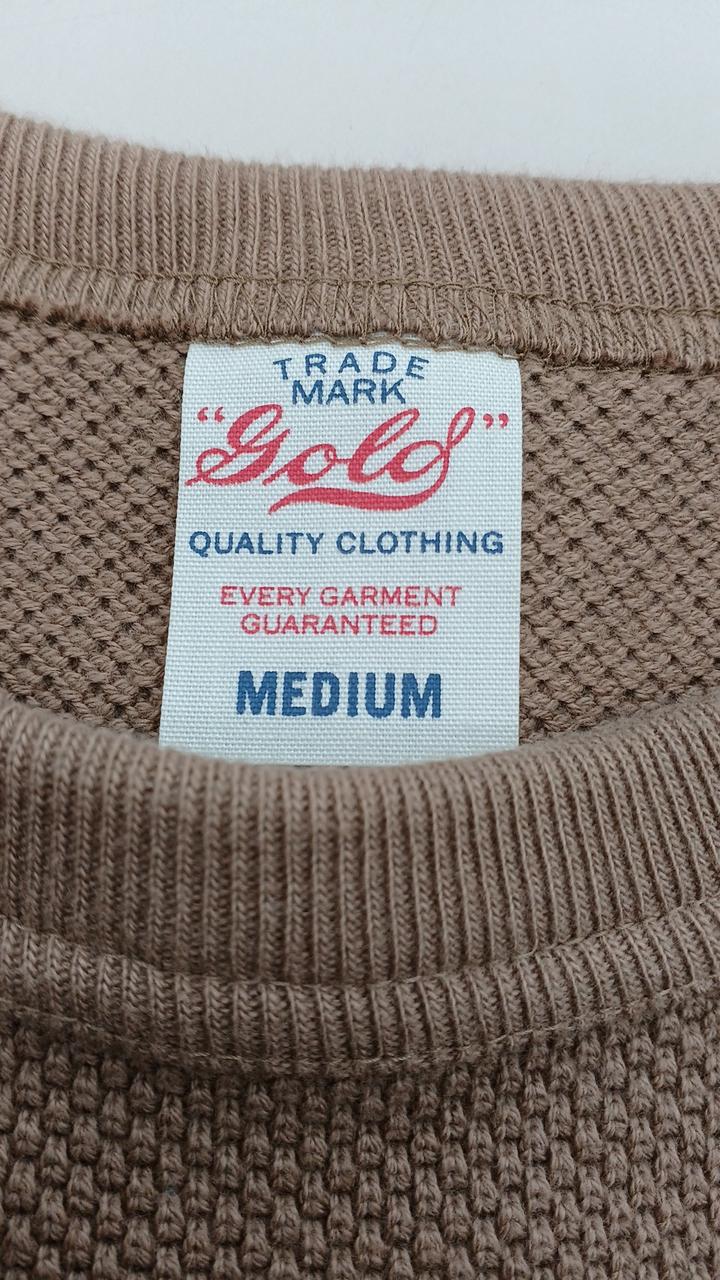 TRADE
MARK
“Gold”
QUALITY CLOTHING
EVERY GARMENT
GUARANTEED
MEDIUM